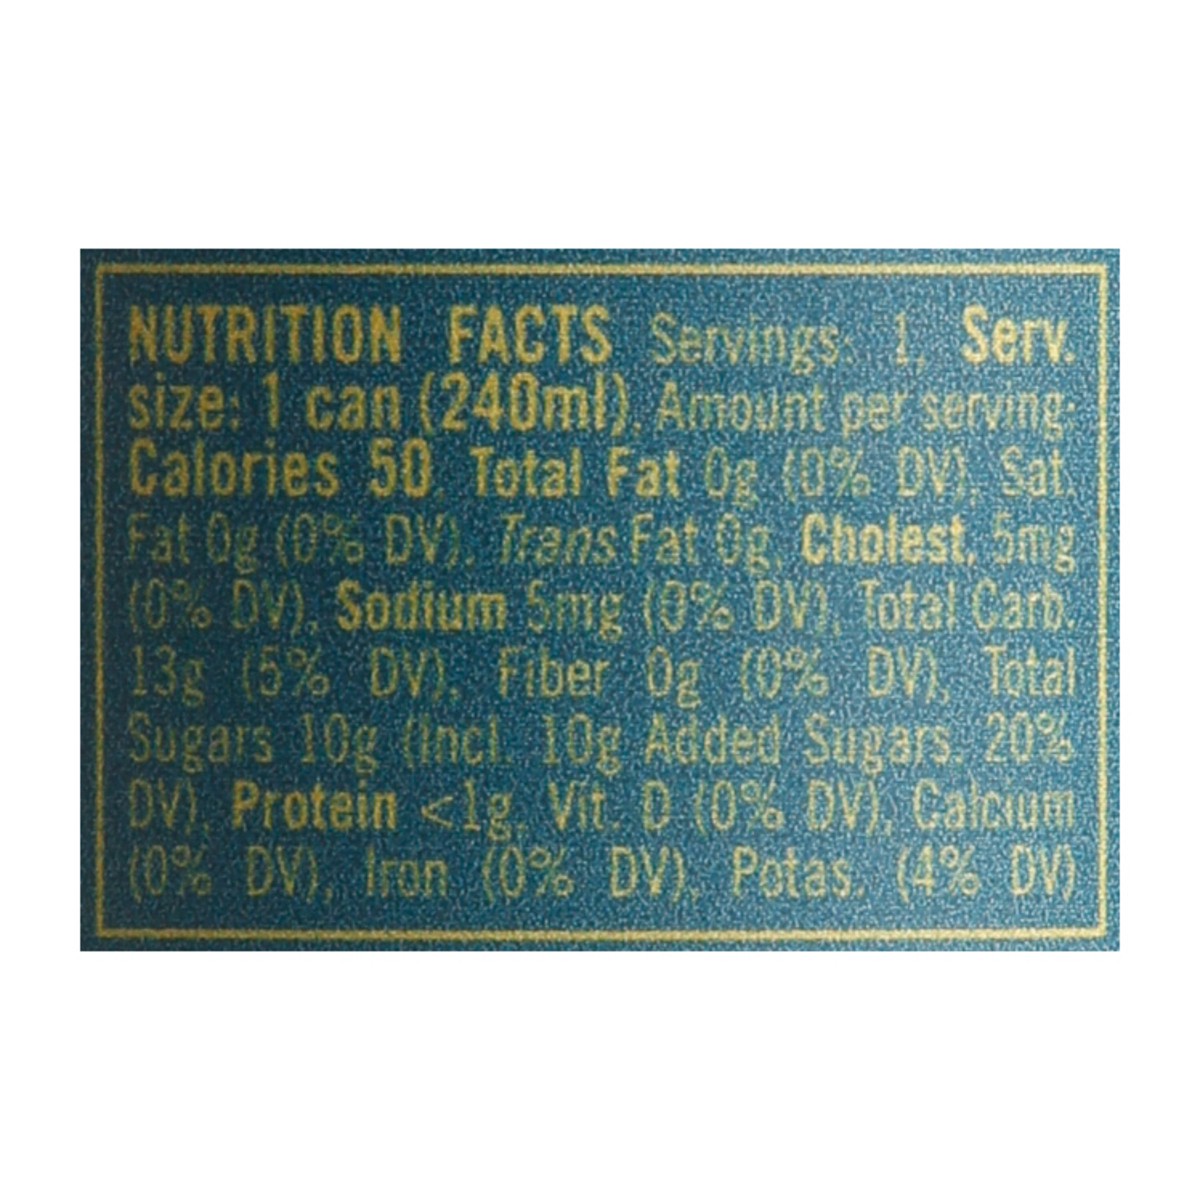 NUTRITION FACTS Servings: 1, Serv.
size: 1 can (240ml), Amount per serving:
Calories 50, Total Fat 0g (0% DV), Sat.
Fat 0g (0% DV), Trans Fat 0g, Cholest. 5mg
(0% DV), Sodium 5mg (0% DV), Total Carb.
13g (5% DV), Fiber 0g (0% DV), Total
Sugars 10g (Incl. 10g Added Sugars, 20%
DV), Protein <1g, Vit. D (0% DV), Calcium
(0% DV), Iron (0% DV), Potas. (4% DV)